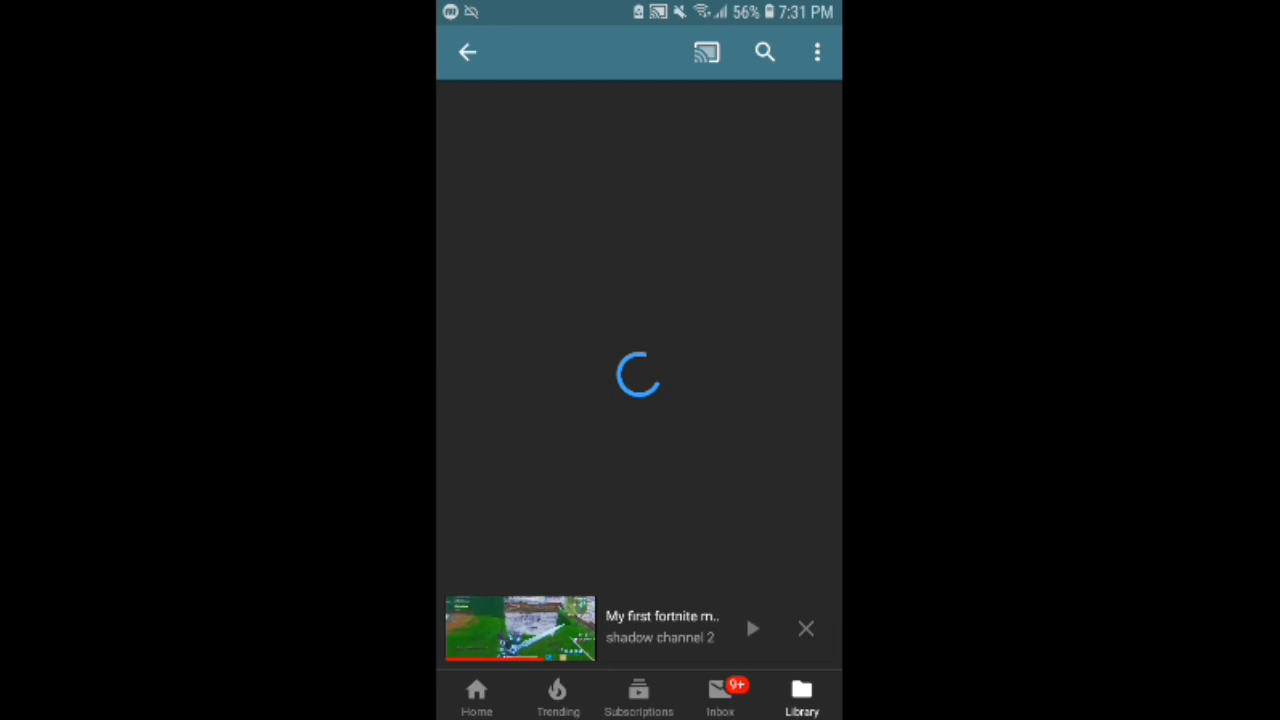 56% 7:31 PM
My first fortnite m..
shadow channel 2
9+
Home Trending Subscriptions Inbox Library